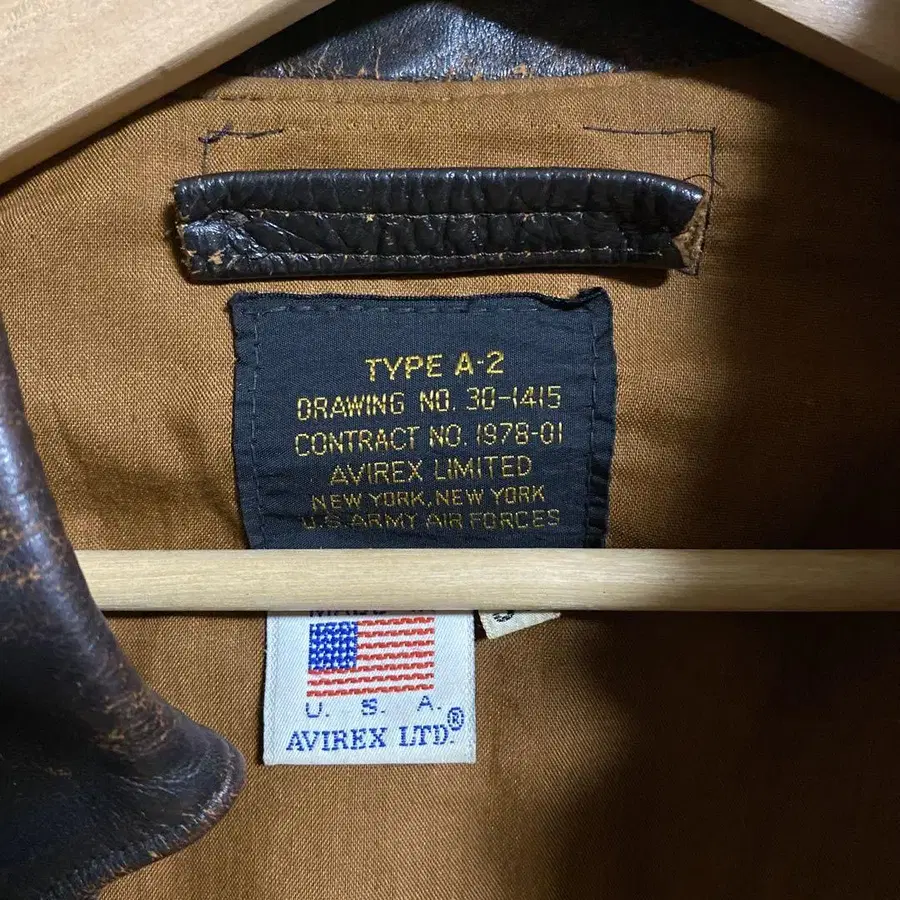 TYPE A-2
DRAWING NO. 30-1415
CONTRACT NO. 1978-01
AVIREX LIMITED
NEW YORK, NEW YORK
U.S. ARMY AIR FORCES
U. S. A.
AVIREX LTD.®